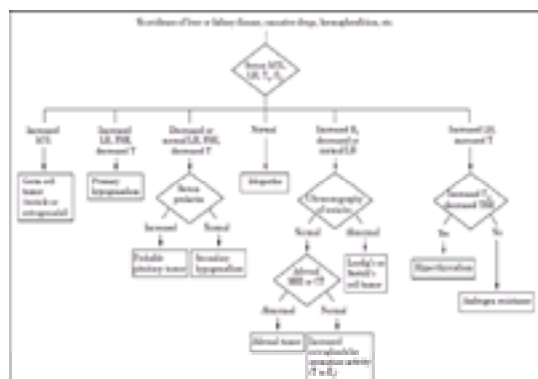 No evidence of liver or kidney disease, causative drugs, hermaphroditism, etc
Serum hCG,
LH, T, E₂
Increased
hCG
Increased
LH, FSH,
decreased T
Decreased or
normal LH, FSH,
decreased T
Normal
Increased E₂
decreased or
normal LH
Increased LH,
increased T
Germ cell
tumor
(testicle or
extragonadal)
Primary
hypogonadism
Serum
prolactin
Idiopathic
Ultrasonography
of testicles
Increased T₄
decreased TSH
Increased
Normal
Normal
Abnormal
Yes
No
Probable
pituitary tumor
Secondary
hypogonadism
Adrenal
MRI or CT
Leydig's or
Sertoli's
cell tumor
Hyperthyroidism
Androgen resistance
Abnormal
Normal
Adrenal tumor
Increased
extraglandular
aromatase activity
(T to E₂)